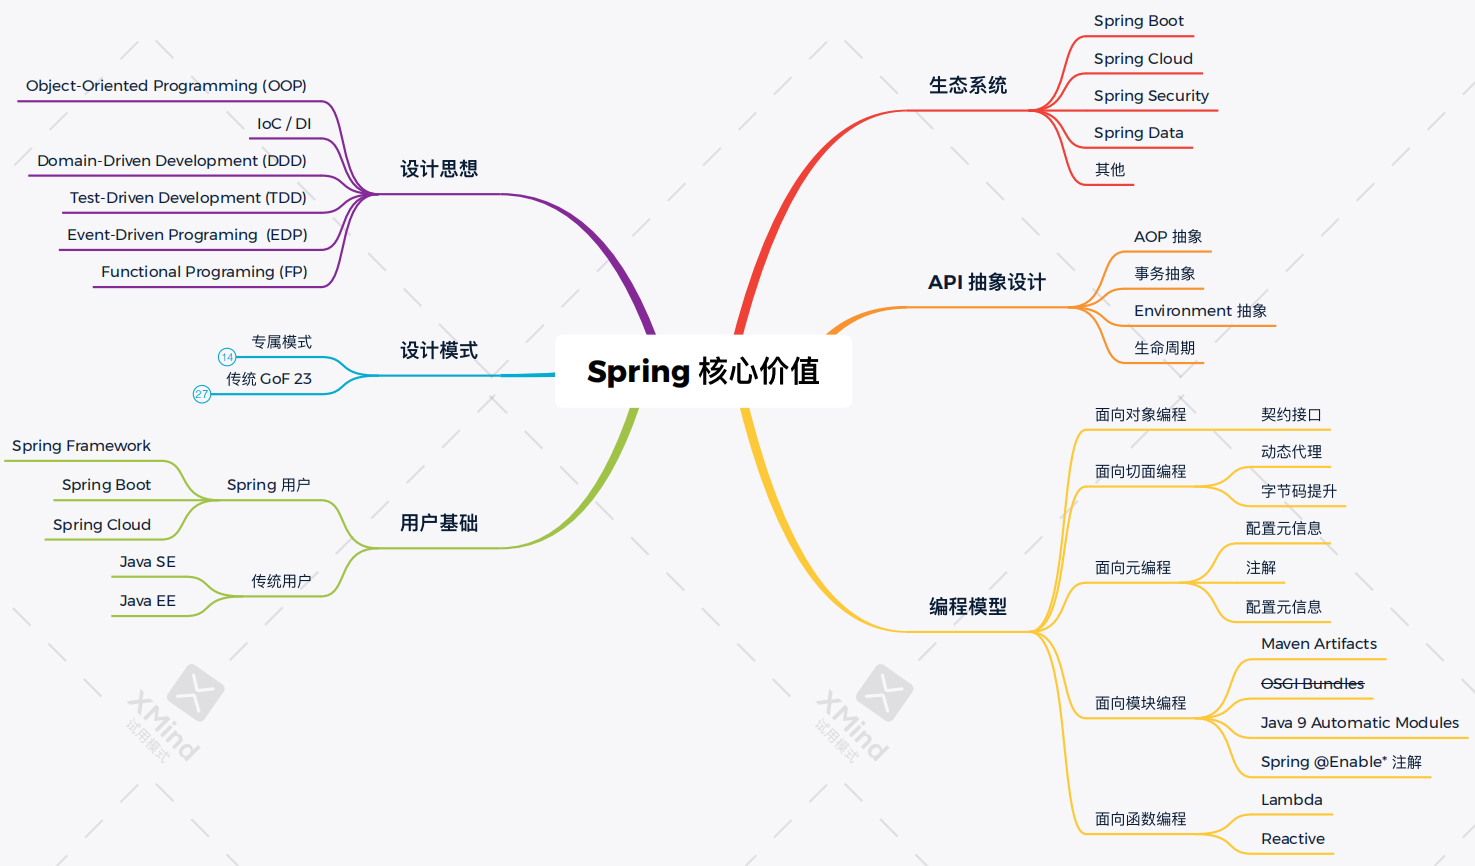 Spring 核心价值
设计思想
Object-Oriented Programming (OOP)
IoC / DI
Domain-Driven Development (DDD)
Test-Driven Development (TDD)
Event-Driven Programing (EDP)
Functional Programing (FP)
设计模式
专属模式
14
传统 GoF 23
27
用户基础
Spring 用户
Spring Framework
Spring Boot
Spring Cloud
传统用户
Java SE
Java EE
生态系统
Spring Boot
Spring Cloud
Spring Security
Spring Data
其他
API 抽象设计
AOP 抽象
事务抽象
Environment 抽象
生命周期
编程模型
面向对象编程
契约接口
面向切面编程
动态代理
字节码提升
面向元编程
配置元信息
注解
配置元信息
面向模块编程
Maven Artifacts
OSGI Bundles
Java 9 Automatic Modules
Spring @Enable* 注解
面向函数编程
Lambda
Reactive
XMind
试用模式
XMind
试用模式